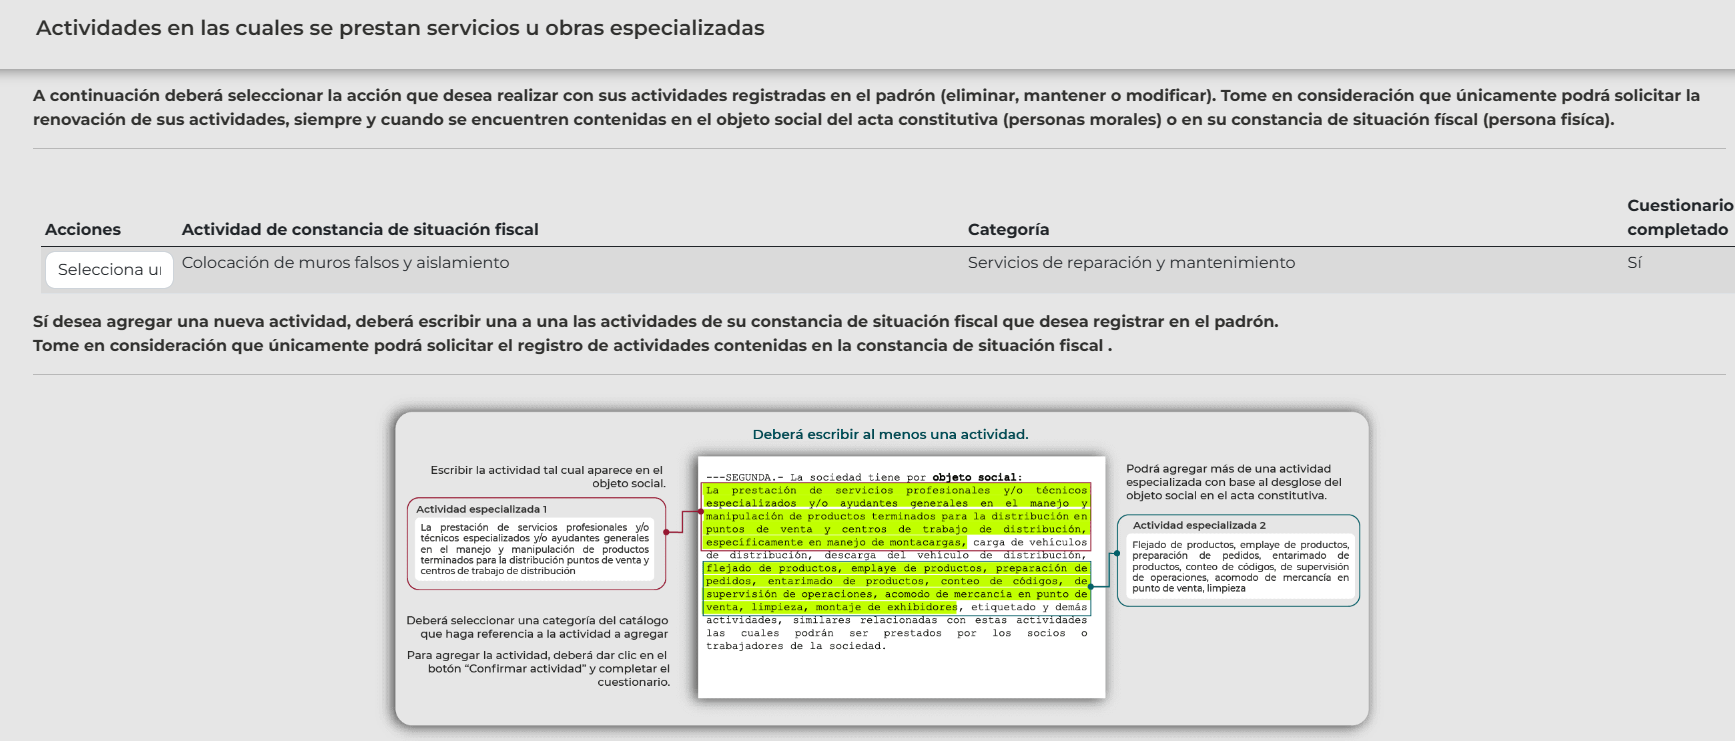 Actividades en las cuales se prestan servicios u obras especializadas
A continuación deberá seleccionar la acción que desea realizar con sus actividades registradas en el padrón (eliminar, mantener o modificar). Tome en consideración que únicamente podrá solicitar la
renovación de sus actividades, siempre y cuando se encuentren contenidas en el objeto social del acta constitutiva (personas morales) o en su constancia de situación físcal (persona fisíca).
Acciones
Actividad de constancia de situación fiscal
Categoría
Cuestionario
completado
Selecciona ur
Colocación de muros falsos y aislamiento
Servicios de reparación y mantenimiento
Sí
Sí desea agregar una nueva actividad, deberá escribir una a una las actividades de su constancia de situación fiscal que desea registrar en el padrón.
Tome en consideración que únicamente podrá solicitar el registro de actividades contenidas en la constancia de situación fiscal .
Deberá escribir al menos una actividad.
Escribir la actividad tal cual aparece en el
objeto social.
Actividad especializada 1
La prestación de servicios profesionales y/o
técnicos especializados y/o ayudantes generales
en el manejo y manipulación de productos
terminados para la distribución puntos de venta y
centros de trabajo de distribución
Deberá seleccionar una categoría del catálogo
que haga referencia a la actividad a agregar
Para agregar la actividad, deberá dar clic en el
botón “Confirmar actividad” y completar el
cuestionario.
---SEGUNDA.- La sociedad tiene por objeto social:
La prestación de servicios profesionales y/o técnicos
especializados y/o ayudantes generales en el manejo y
manipulación de productos terminados para la distribución en
puntos de venta y centros de trabajo de distribución,
específicamente en manejo de montacargas, carga de vehículos
de distribución, descarga del vehículo de distribución,
flejado de productos, emplaye de productos, preparación de
pedidos, entarimado de productos, conteo de códigos, de
supervisión de operaciones, acomodo de mercancía en punto de
venta, limpieza, montaje de exhibidores, etiquetado y demás
actividades, similares relacionadas con estas actividades
las cuales podrán ser prestados por los socios o
trabajadores de la sociedad.
Podrá agregar más de una actividad
especializada con base al desglose del
objeto social en el acta constitutiva.
Actividad especializada 2
Flejado de productos, emplaye de productos,
preparación de pedidos, entarimado de
productos, conteo de códigos, de supervisión
de operaciones, acomodo de mercancía en
punto de venta, limpieza